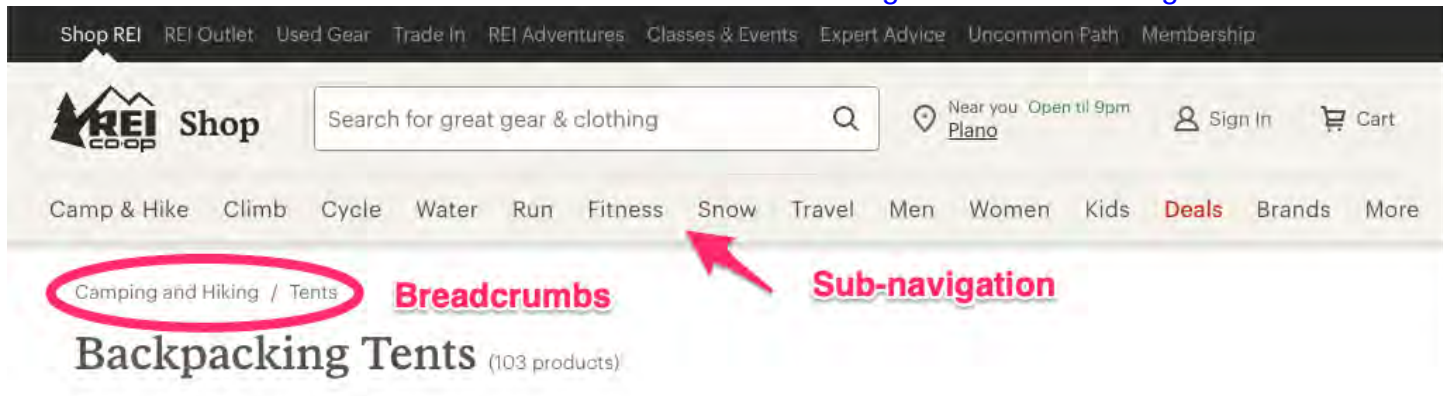 Shop REI REI Outlet Used Gear Trade In REI Adventures Classes & Events Expert Advice Uncommon Path Membership
REI CO·OP Shop Search for great gear & clothing Near you Open til 9pm Plano Sign In Cart
Camp & Hike Climb Cycle Water Run Fitness Snow Travel Men Women Kids Deals Brands More
Sub-navigation
Camping and Hiking / Tents Breadcrumbs
Backpacking Tents (103 products)